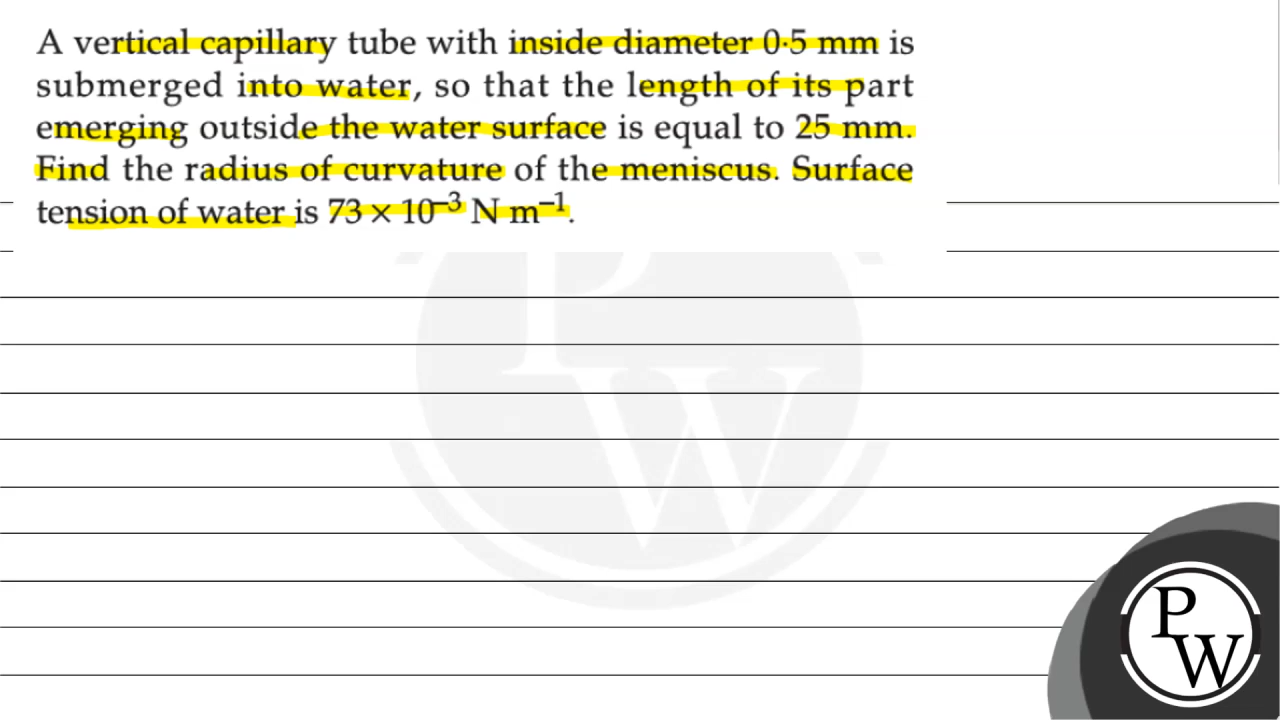 A vertical capillary tube with inside diameter 0·5 mm is
submerged into water, so that the length of its part
emerging outside the water surface is equal to 25 mm.
Find the radius of curvature of the meniscus. Surface
tension of water is 73 × 10⁻³ N m⁻¹.
P
W
P
W